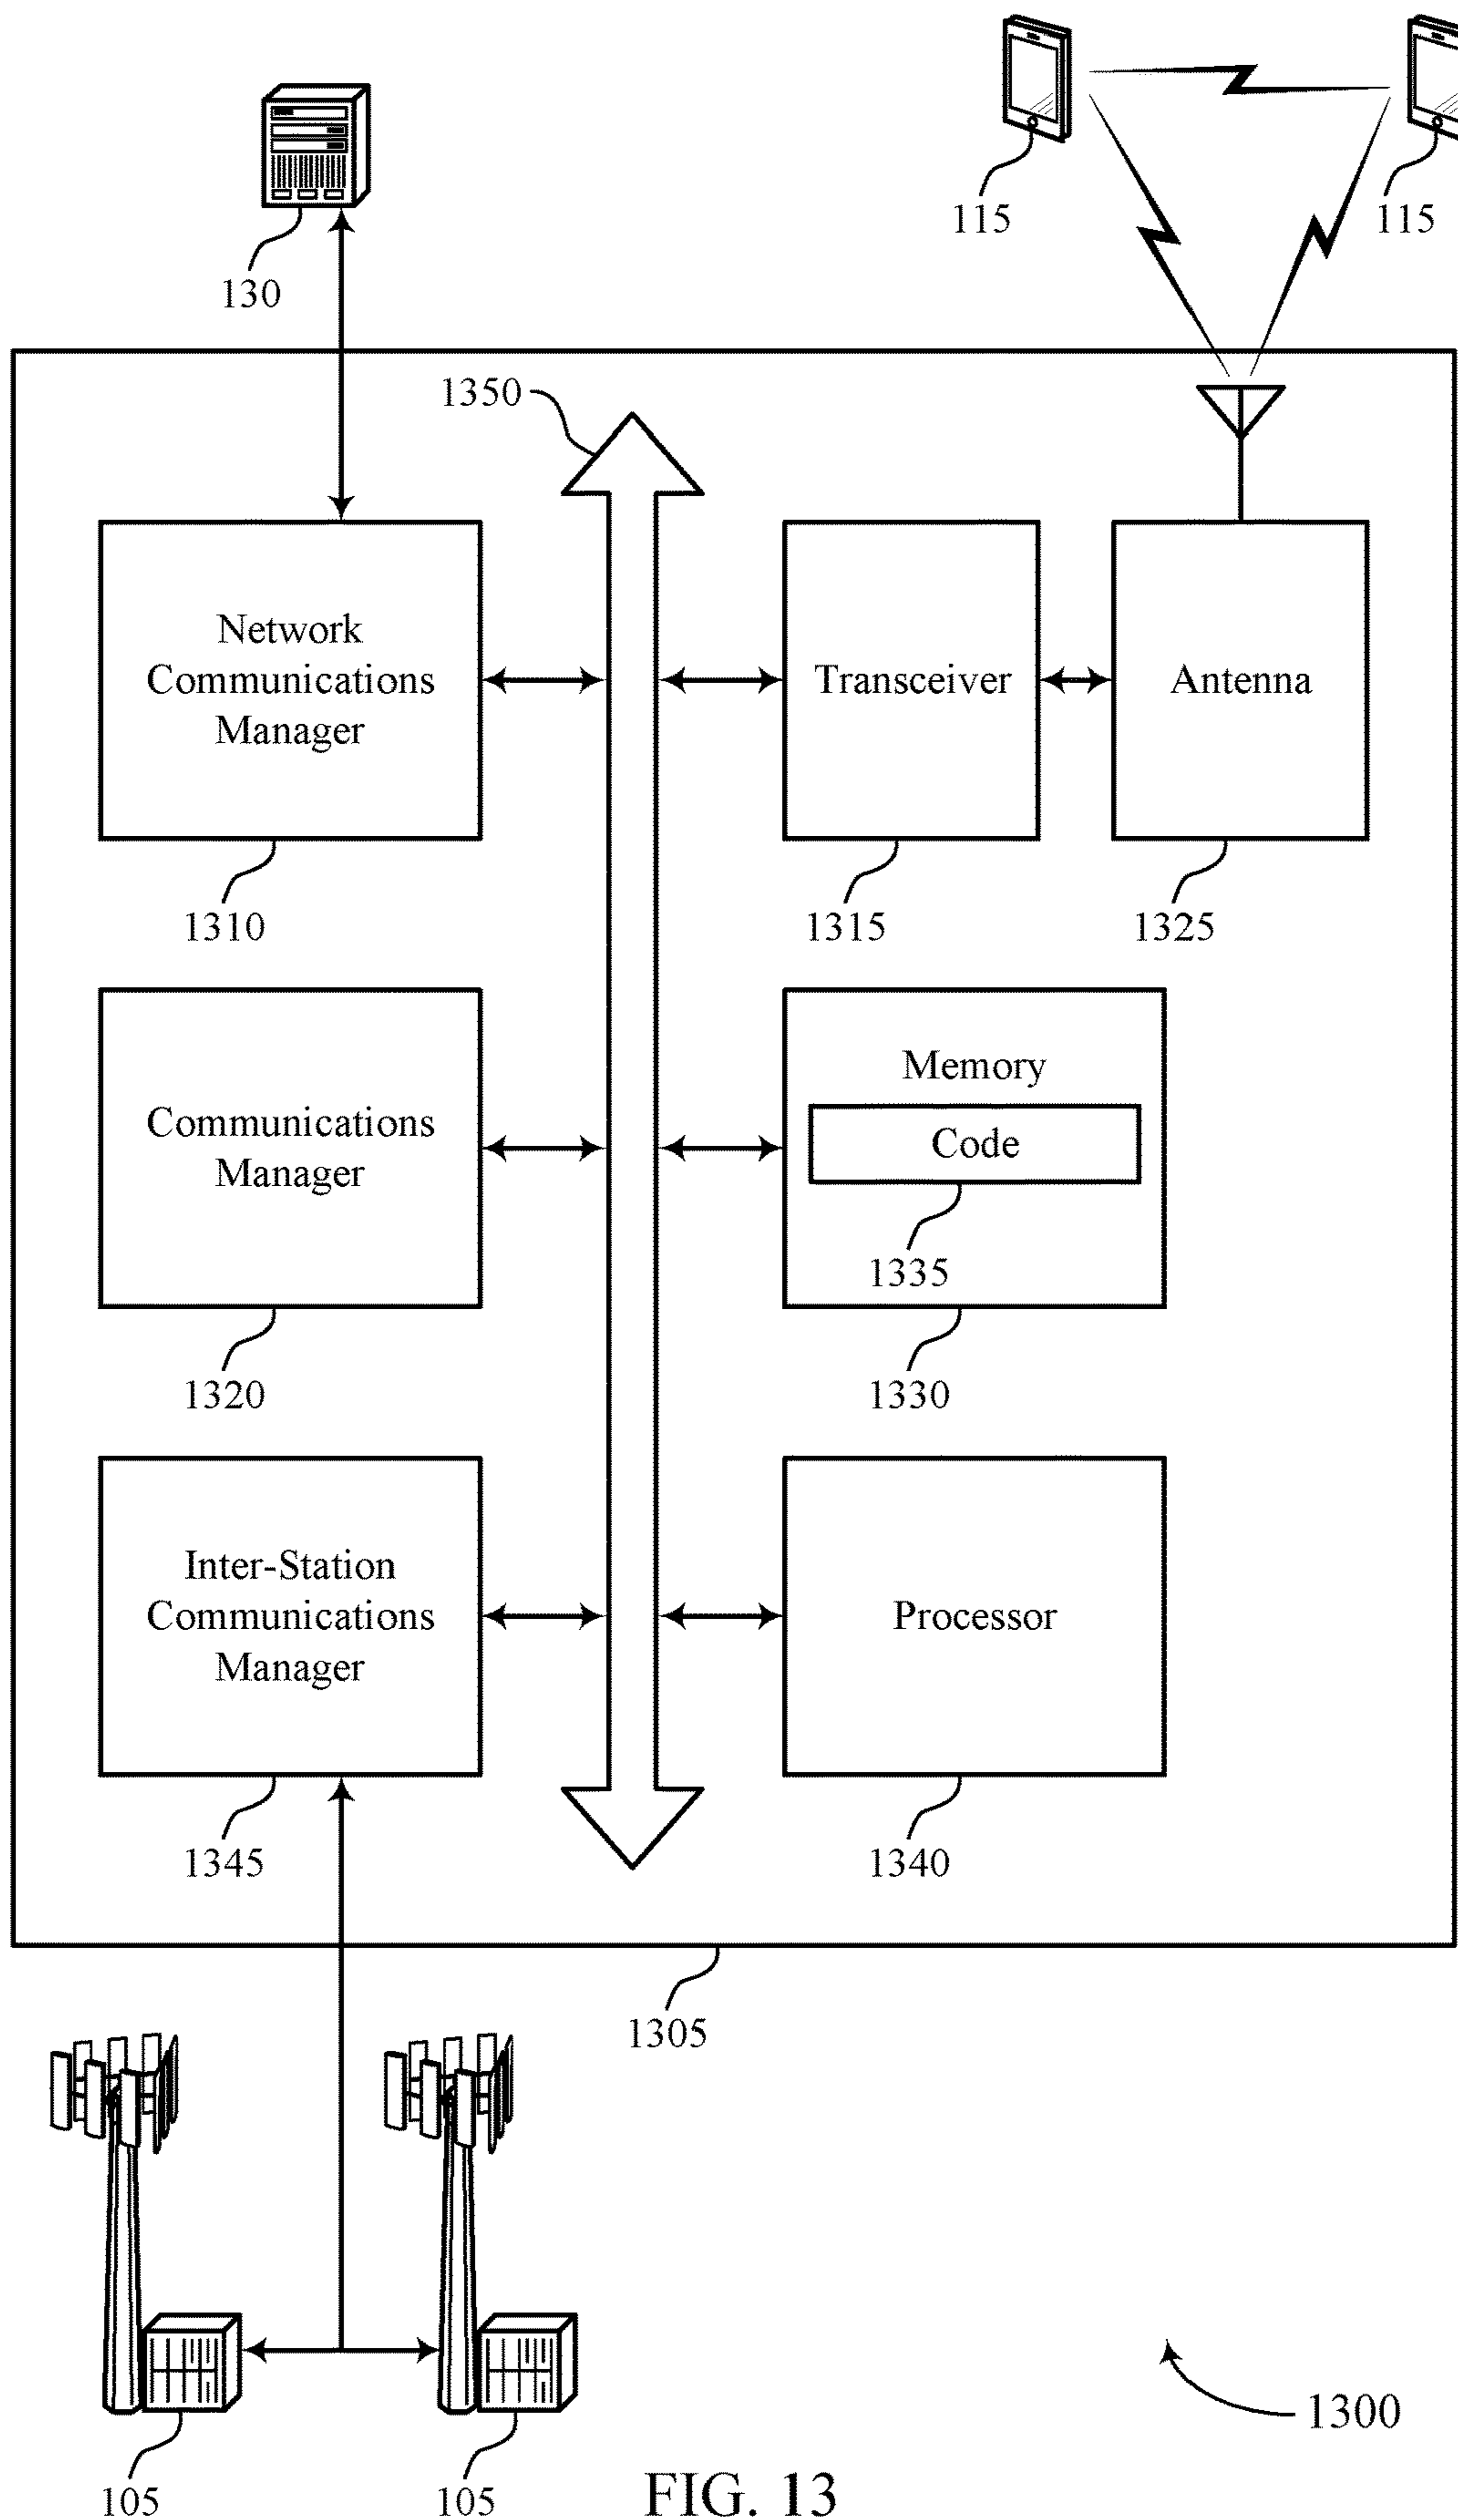 115
115
130
1350
Network
Communications
Manager
Transceiver
Antenna
1310
1315
1325
Communications
Manager
Memory
Code
1335
1320
1330
Inter-Station
Communications
Manager
Processor
1345
1340
1305
1300
105
105
FIG. 13